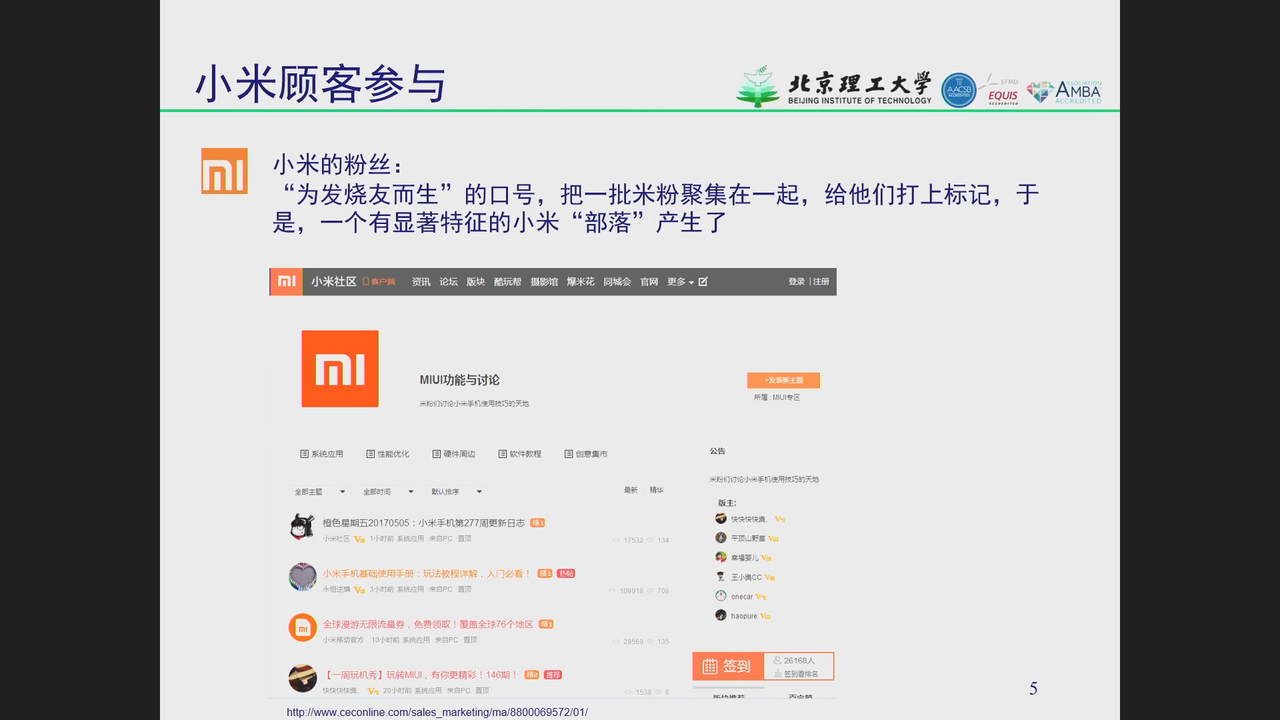 小米顾客参与
北京理工大学
BEIJING INSTITUTE OF TECHNOLOGY
AACSB
ACCREDITED
EFMD
EQUIS
ACCREDITED
ASSOCIATION
AMBA
ACCREDITED
小米的粉丝：
“为发烧友而生”的口号，把一批米粉聚集在一起，给他们打上标记，于
是，一个有显著特征的小米“部落”产生了
小米社区 客户端 资讯 论坛 版块 酷玩帮 摄影馆 爆米花 同城会 官网 更多 登录 | 注册
MIUI功能与讨论
米粉们讨论小米手机使用技巧的天地
+发表新主题
所属：MIUI专区
系统应用 性能优化 硬件周边 软件教程 创意集市
公告
米粉们讨论小米手机使用技巧的天地
全部主题 全部时间 默认排序 最新 精华
版主：
橙色星期五20170505：小米手机第277周更新日志
小米社区 1小时前 系统应用 来自PC 置顶
17532 134
小米手机基础使用手册：玩法教程详解，入门必看！ 热帖
3小时前 系统应用 来自PC 置顶
108918 708
全球漫游无限流量券，免费领取！覆盖全球76个地区
小米移动官方 10小时前 系统应用 来自PC 置顶
28569 135
【一周玩机秀】玩转MIUI，有你更精彩！146期！ 推荐
20小时前 系统应用 来自PC 置顶
1538 6
平顶山野草
幸福婴儿
onecar
haopure
签到
26168人
签到看排名
5
http://www.ceconline.com/sales_marketing/ma/8800069572/01/